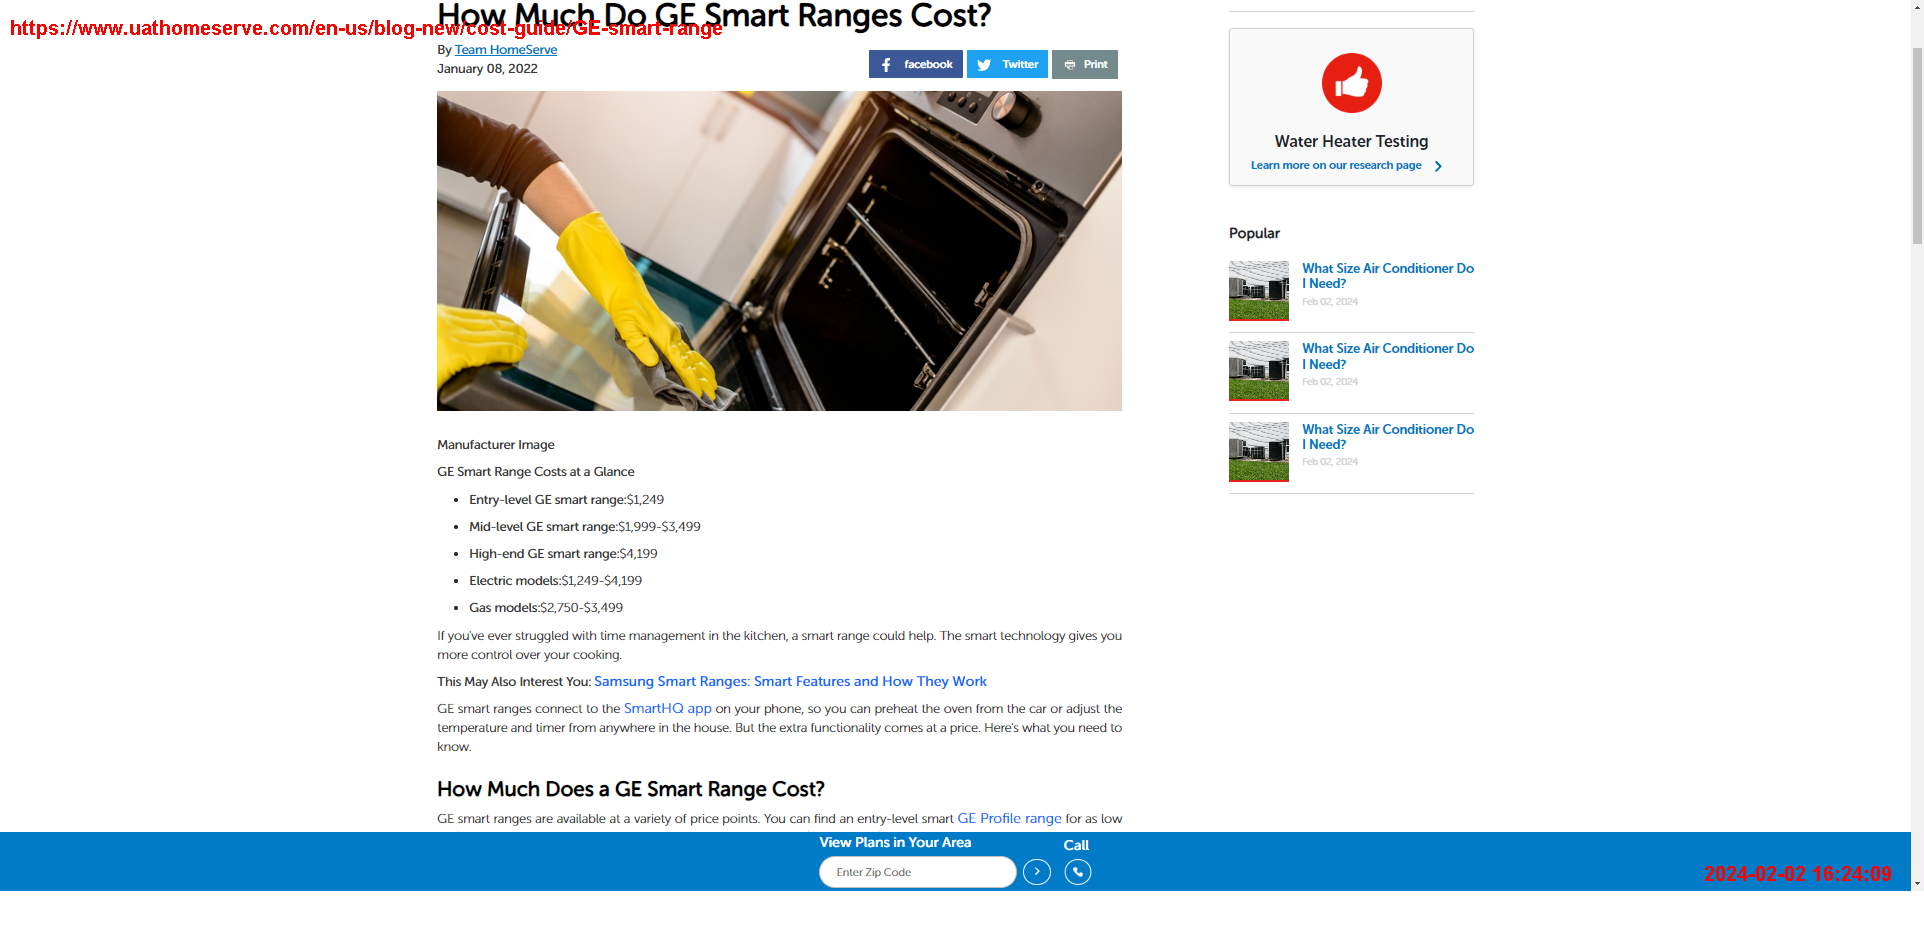 How Much Do GE Smart Ranges Cost?
https://www.uathomeserve.com/en-us/blog-new/cost-guide/GE-smart-range
By Team HomeServe
January 08, 2022
facebook
Twitter
Print
Manufacturer Image
GE Smart Range Costs at a Glance
• Entry-level GE smart range:$1,249
• Mid-level GE smart range:$1,999-$3,499
• High-end GE smart range:$4,199
• Electric models:$1,249-$4,199
• Gas models:$2,750-$3,499
If you've ever struggled with time management in the kitchen, a smart range could help. The smart technology gives you
more control over your cooking.
This May Also Interest You: Samsung Smart Ranges: Smart Features and How They Work
GE smart ranges connect to the SmartHQ app on your phone, so you can preheat the oven from the car or adjust the
temperature and timer from anywhere in the house. But the extra functionality comes at a price. Here's what you need to
know.
How Much Does a GE Smart Range Cost?
GE smart ranges are available at a variety of price points. You can find an entry-level smart GE Profile range for as low
Water Heater Testing
Learn more on our research page
Popular
What Size Air Conditioner Do
I Need?
Feb 02, 2024
What Size Air Conditioner Do
I Need?
Feb 02, 2024
What Size Air Conditioner Do
I Need?
Feb 02, 2024
View Plans in Your Area
Enter Zip Code
Call
2024-02-02 16:24:09